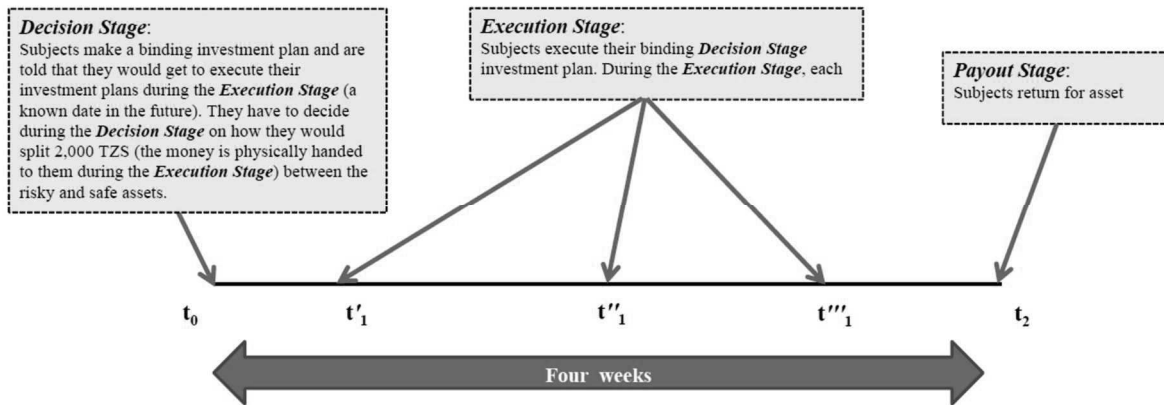 Decision Stage:
Subjects make a binding investment plan and are
told that they would get to execute their
investment plans during the Execution Stage (a
known date in the future). They have to decide
during the Decision Stage on how they would
split 2,000 TZS (the money is physically handed
to them during the Execution Stage) between the
risky and safe assets.
Execution Stage:
Subjects execute their binding Decision Stage
investment plan. During the Execution Stage, each
Payout Stage:
Subjects return for asset
t₀ t′₁ t″₁ t‴₁ t₂
Four weeks